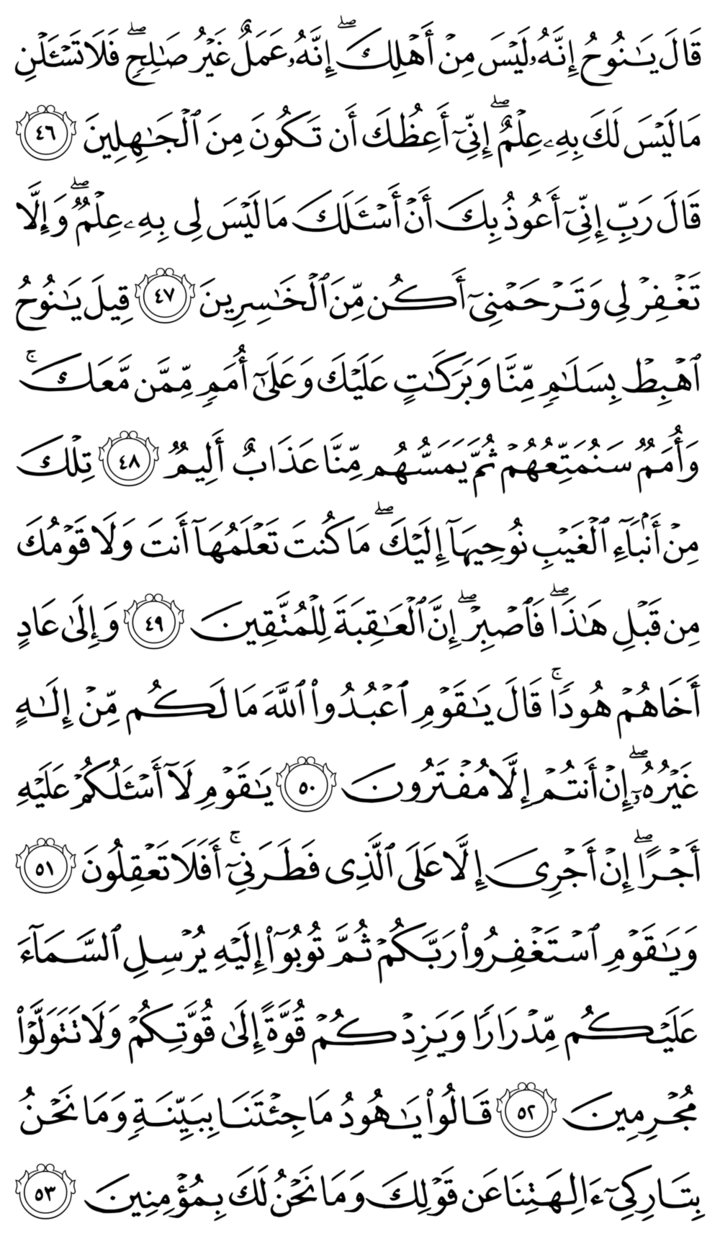 قَالَ يَٰنُوحُ إِنَّهُۥ لَيْسَ مِنْ أَهْلِكَۖ إِنَّهُۥ عَمَلٌ غَيْرُ صَٰلِحٖۖ فَلَا تَسْـَٔلْنِ
مَا لَيْسَ لَكَ بِهِۦ عِلْمٌۖ إِنِّيٓ أَعِظُكَ أَن تَكُونَ مِنَ ٱلْجَٰهِلِينَ ٤٦
قَالَ رَبِّ إِنِّيٓ أَعُوذُ بِكَ أَنْ أَسْـَٔلَكَ مَا لَيْسَ لِي بِهِۦ عِلْمٌۖ وَإِلَّا
تَغْفِرْ لِي وَتَرْحَمْنِيٓ أَكُن مِّنَ ٱلْخَٰسِرِينَ ٤٧ قِيلَ يَٰنُوحُ
ٱهْبِطْ بِسَلَٰمٖ مِّنَّا وَبَرَكَٰتٍ عَلَيْكَ وَعَلَىٰٓ أُمَمٖ مِّمَّن مَّعَكَۚ
وَأُمَمٞ سَنُمَتِّعُهُمْ ثُمَّ يَمَسُّهُم مِّنَّا عَذَابٌ أَلِيمٞ ٤٨ تِلْكَ
مِنْ أَنۢبَآءِ ٱلْغَيْبِ نُوحِيهَآ إِلَيْكَۖ مَا كُنتَ تَعْلَمُهَآ أَنتَ وَلَا قَوْمُكَ
مِن قَبْلِ هَٰذَاۖ فَٱصْبِرْۖ إِنَّ ٱلْعَٰقِبَةَ لِلْمُتَّقِينَ ٤٩ وَإِلَىٰ عَادٍ
أَخَاهُمْ هُودٗاۚ قَالَ يَٰقَوْمِ ٱعْبُدُوا۟ ٱللَّهَ مَا لَكُم مِّنْ إِلَٰهٍ
غَيْرُهُۥٓۖ إِنْ أَنتُمْ إِلَّا مُفْتَرُونَ ٥٠ يَٰقَوْمِ لَآ أَسْـَٔلُكُمْ عَلَيْهِ
أَجْرًاۖ إِنْ أَجْرِيَ إِلَّا عَلَى ٱلَّذِي فَطَرَنِيٓۚ أَفَلَا تَعْقِلُونَ ٥١
وَيَٰقَوْمِ ٱسْتَغْفِرُوا۟ رَبَّكُمْ ثُمَّ تُوبُوٓا۟ إِلَيْهِ يُرْسِلِ ٱلسَّمَآءَ
عَلَيْكُم مِّدْرَارٗا وَيَزِدْكُمْ قُوَّةً إِلَىٰ قُوَّتِكُمْ وَلَا تَتَوَلَّوْا۟
مُجْرِمِينَ ٥٢ قَالُوا۟ يَٰهُودُ مَا جِئْتَنَا بِبَيِّنَةٖ وَمَا نَحْنُ
بِتَارِكِيٓ ءَالِهَتِنَا عَن قَوْلِكَ وَمَا نَحْنُ لَكَ بِمُؤْمِنِينَ ٥٣